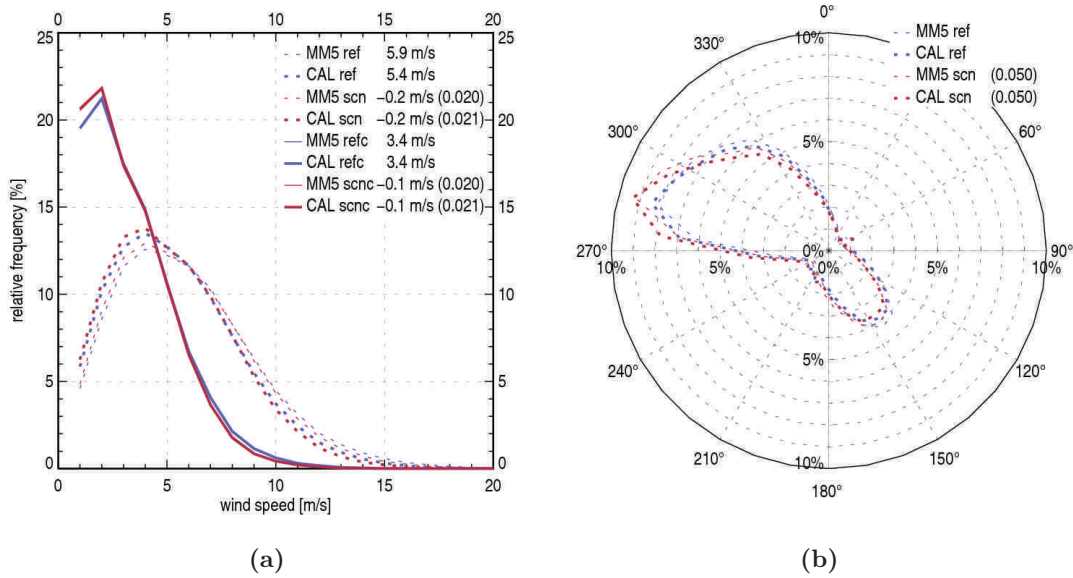 0 5 10 15 20
25 25
20 20
15 15
10 10
5 5
0 0
0 5 10 15 20
relative frequency [%]
wind speed [m/s]
MM5 ref 5.9 m/s
CAL ref 5.4 m/s
MM5 scn −0.2 m/s (0.020)
CAL scn −0.2 m/s (0.021)
MM5 refc 3.4 m/s
CAL refc 3.4 m/s
MM5 scnc −0.1 m/s (0.020)
CAL scnc −0.1 m/s (0.021)
(a)
0°
10%
330°
MM5 ref
CAL ref
MM5 scn (0.050)
CAL scn (0.050)
300° 60°
5%
270° 0% 90°
10% 5% 0% 5% 10%
5%
240° 120°
210° 150°
10%
180°
(b)